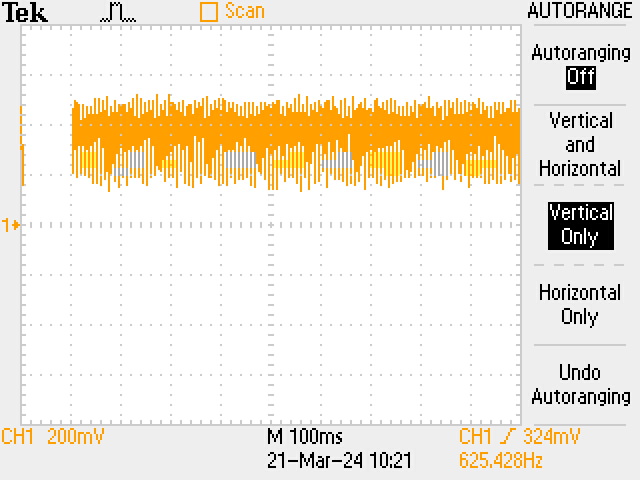 Tek
Scan
AUTORANGE
Autoranging
Off
Vertical
and
Horizontal
Vertical
Only
Horizontal
Only
Undo
Autoranging
1
CH1 200mV
M 100ms
CH1 324mV
21-Mar-24 10:21
625.428Hz